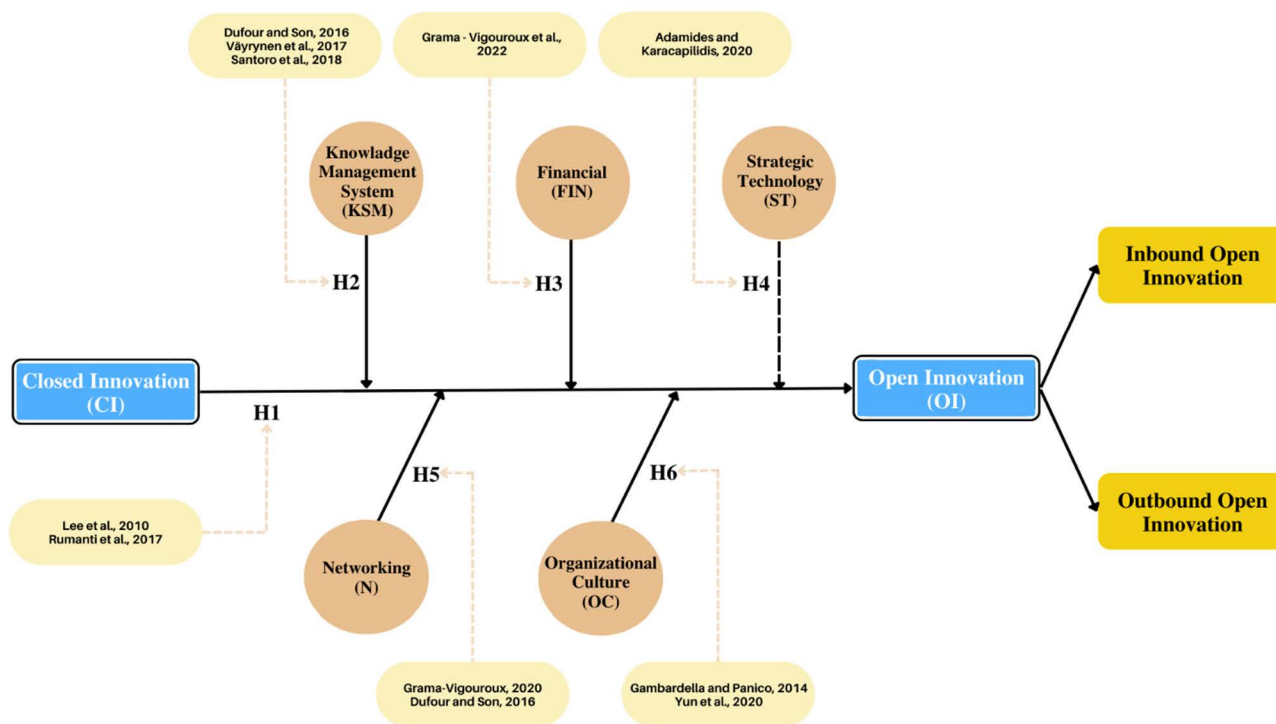 Dufour and Son, 2016
Väyrynen et al., 2017
Santoro et al., 2018
Grama - Vigouroux et al.,
2022
Adamides and
Karacapilidis, 2020
Knowladge
Management
System
(KSM)
Financial
(FIN)
Strategic
Technology
(ST)
H2
H3
H4
Inbound Open
Innovation
Closed Innovation
(CI)
H1
Open Innovation
(OI)
H5
H6
Lee et al., 2010
Rumanti et al., 2017
Networking
(N)
Organizational
Culture
(OC)
Outbound Open
Innovation
Grama-Vigouroux, 2020
Dufour and Son, 2016
Gambardella and Panico, 2014
Yun et al., 2020